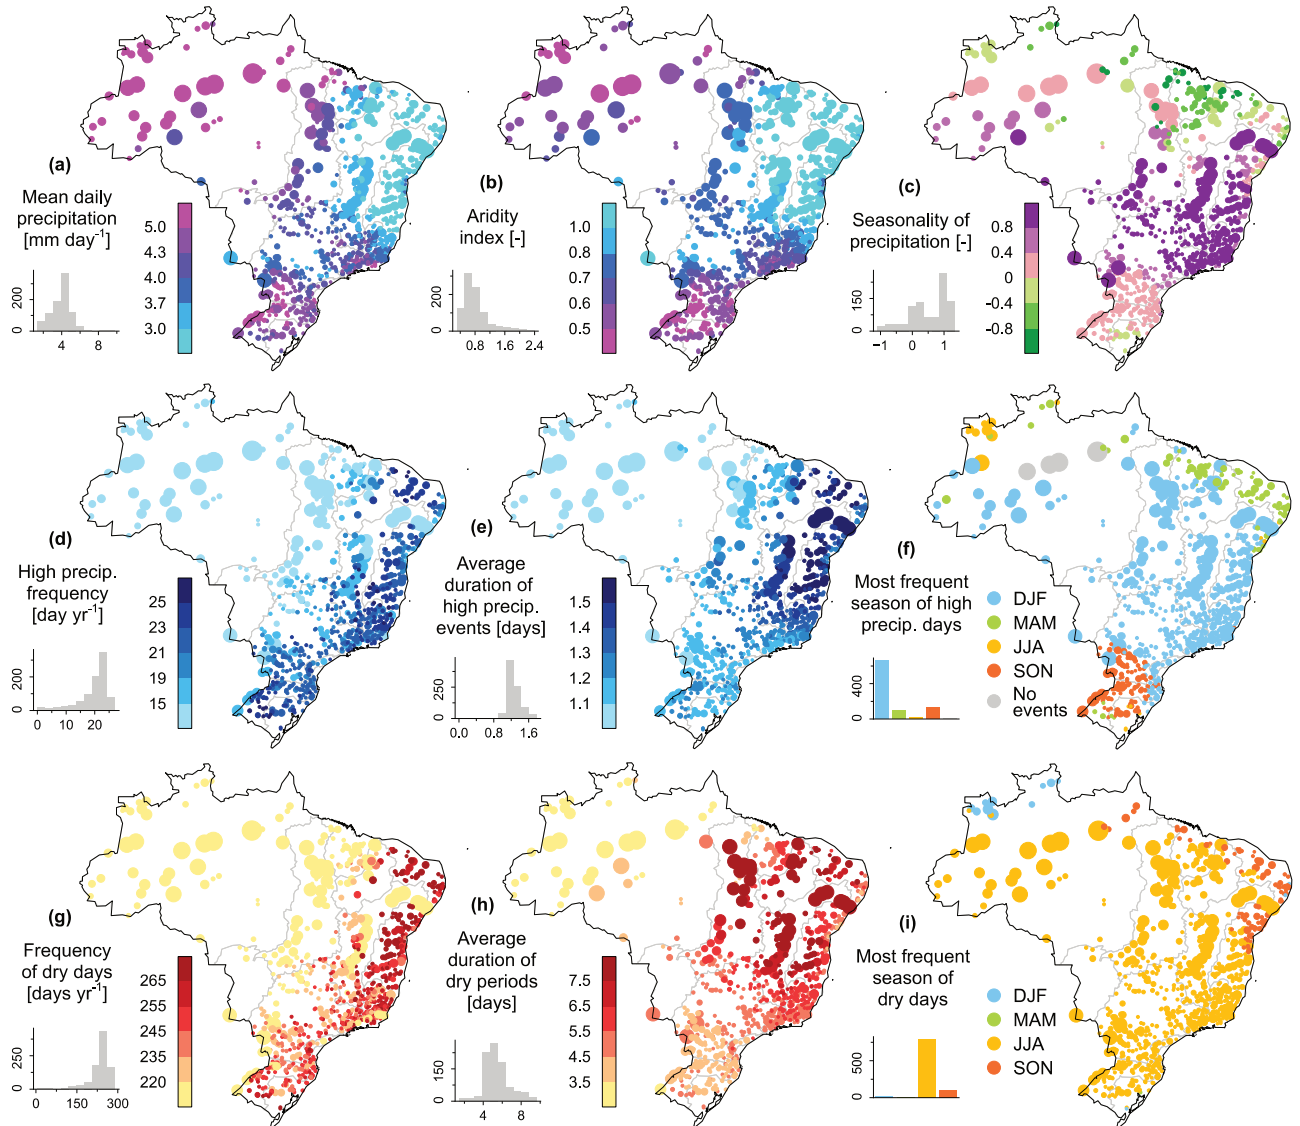 (a)
Mean daily
precipitation
[mm day⁻¹]
5.0
4.3
4.0
3.7
3.0
200
0
4
8
(b)
Aridity
index [-]
1.0
0.8
0.7
0.6
0.5
200
0
0.8
1.6
2.4
(c)
Seasonality of
precipitation [-]
0.8
0.4
0
-0.4
-0.8
150
0
−1
0
1
(d)
High precip.
frequency
[day yr⁻¹]
25
23
21
19
15
200
0
0
10
20
(e)
Average
duration of
high precip.
events [days]
1.5
1.4
1.3
1.2
1.1
250
0
0.0
0.8
1.6
(f)
Most frequent
season of high
precip. days
DJF
MAM
JJA
SON
No
events
400
0
(g)
Frequency
of dry days
[days yr⁻¹]
265
255
245
235
220
250
0
0
150
300
(h)
Average
duration of
dry periods
[days]
7.5
6.5
5.5
4.5
3.5
150
0
4
8
(i)
Most frequent
season of
dry days
DJF
MAM
JJA
SON
500
0